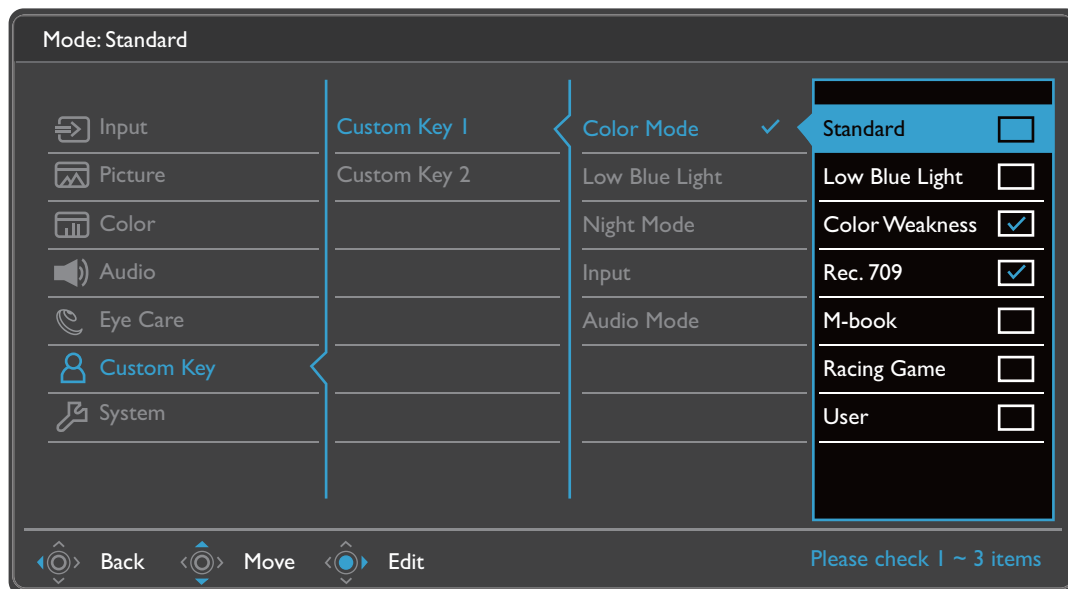 Mode: Standard
Input
Picture
Color
Audio
Eye Care
Custom Key
System
Custom Key 1
Custom Key 2
Color Mode
Low Blue Light
Night Mode
Input
Audio Mode
Standard
Low Blue Light
Color Weakness
Rec. 709
M-book
Racing Game
User
Back Move Edit
Please check 1 ~ 3 items